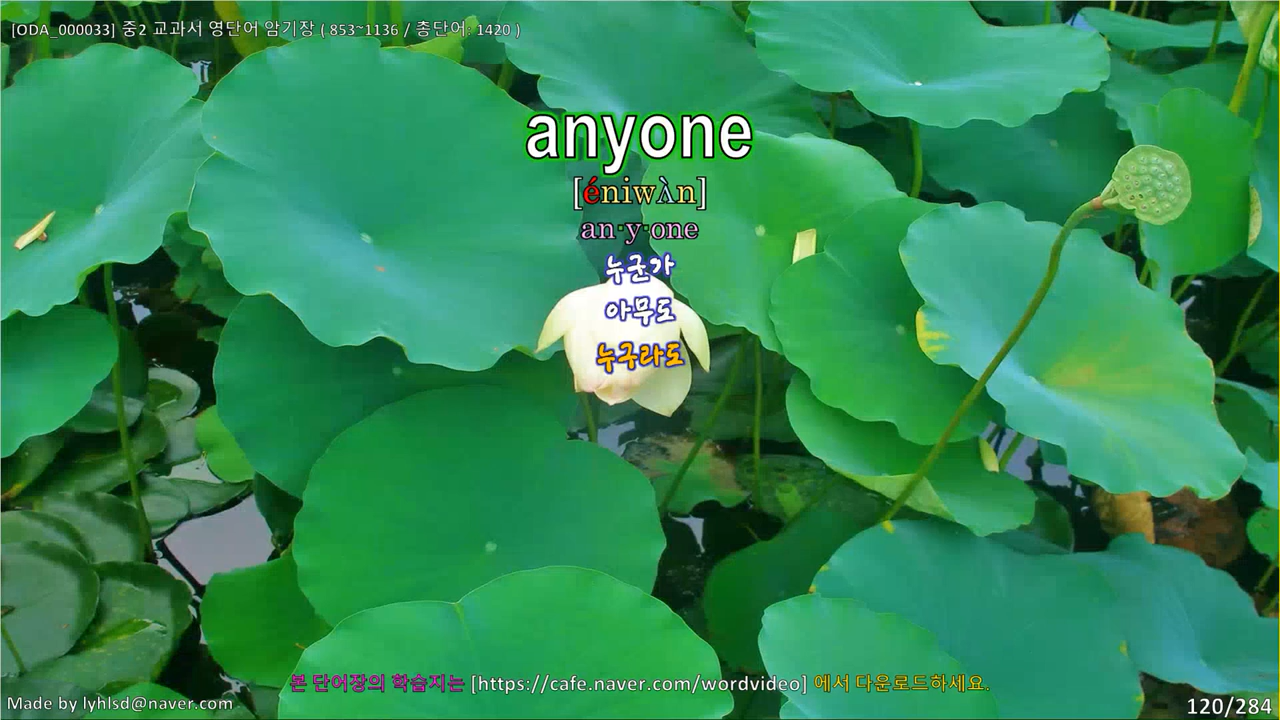 [ODA_000033] 중2 교과서 영단어 암기장 ( 853~1136 / 총단어: 1420 )
anyone
[éniwʌ̀n]
an·y·one
누군가
아무도
누구라도
본 단어장의 학습지는 [https://cafe.naver.com/wordvideo] 에서 다운로드하세요.
Made by lyhlsd@naver.com
120/284